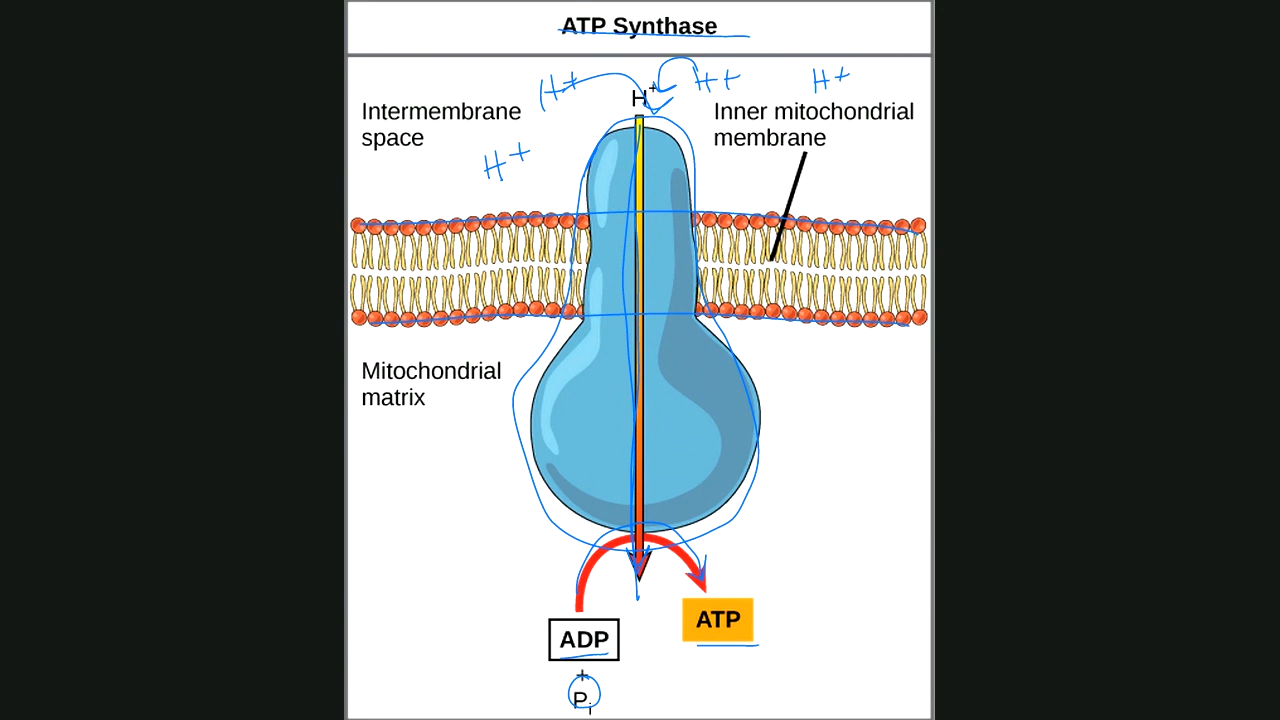 ATP Synthase
H+ H+ H+
H+
Intermembrane
space
Inner mitochondrial
membrane
H+
Mitochondrial
matrix
ADP
ATP
+
Pi